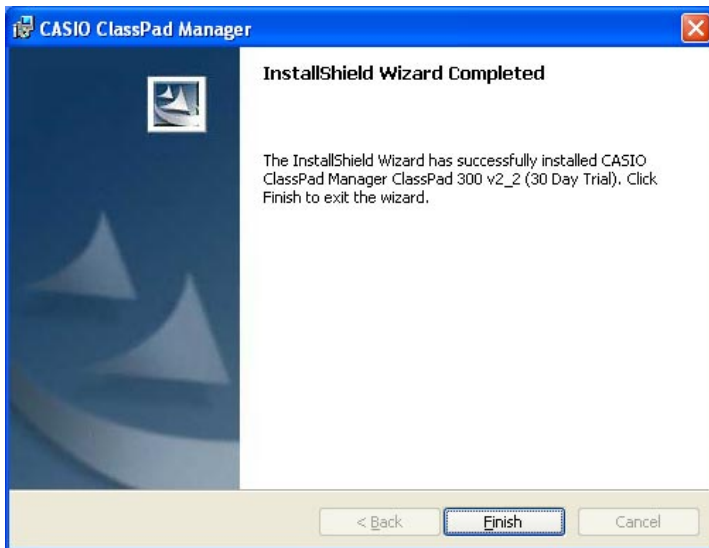 CASIO ClassPad Manager
InstallShield Wizard Completed
The InstallShield Wizard has successfully installed CASIO
ClassPad Manager ClassPad 300 v2_2 (30 Day Trial). Click
Finish to exit the wizard.
< Back Finish Cancel